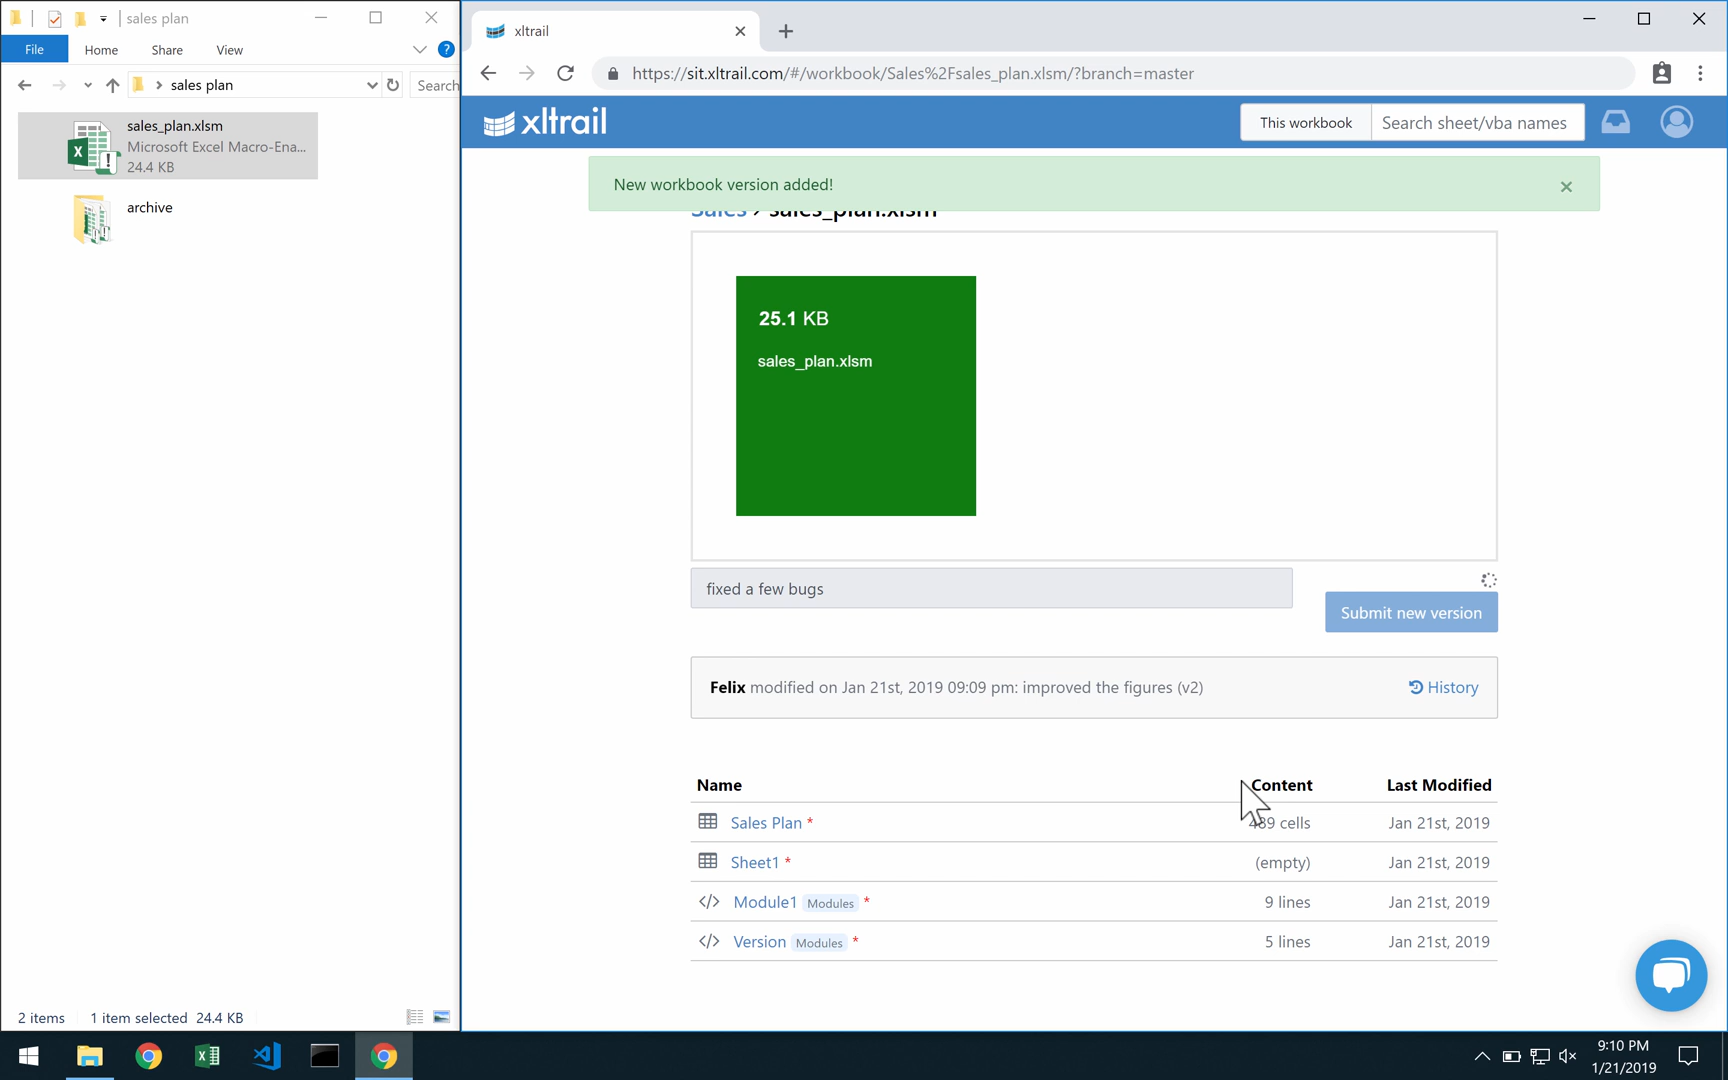 sales plan
File
Home
Share
View
?
sales plan
Search
sales_plan.xlsm
Microsoft Excel Macro-Ena...
24.4 KB
archive
2 items
1 item selected 24.4 KB
xltrail
https://sit.xltrail.com/#/workbook/Sales%2Fsales_plan.xlsm/?branch=master
xltrail
This workbook
Search sheet/vba names
New workbook version added!
×
Sales › sales_plan.xlsm
25.1 KB
sales_plan.xlsm
fixed a few bugs
Submit new version
Felix modified on Jan 21st, 2019 09:09 pm: improved the figures (v2)
History
Name Content Last Modified
Sales Plan * 489 cells Jan 21st, 2019
Sheet1 * (empty) Jan 21st, 2019
</> Module1 Modules * 9 lines Jan 21st, 2019
</> Version Modules * 5 lines Jan 21st, 2019
9:10 PM
1/21/2019